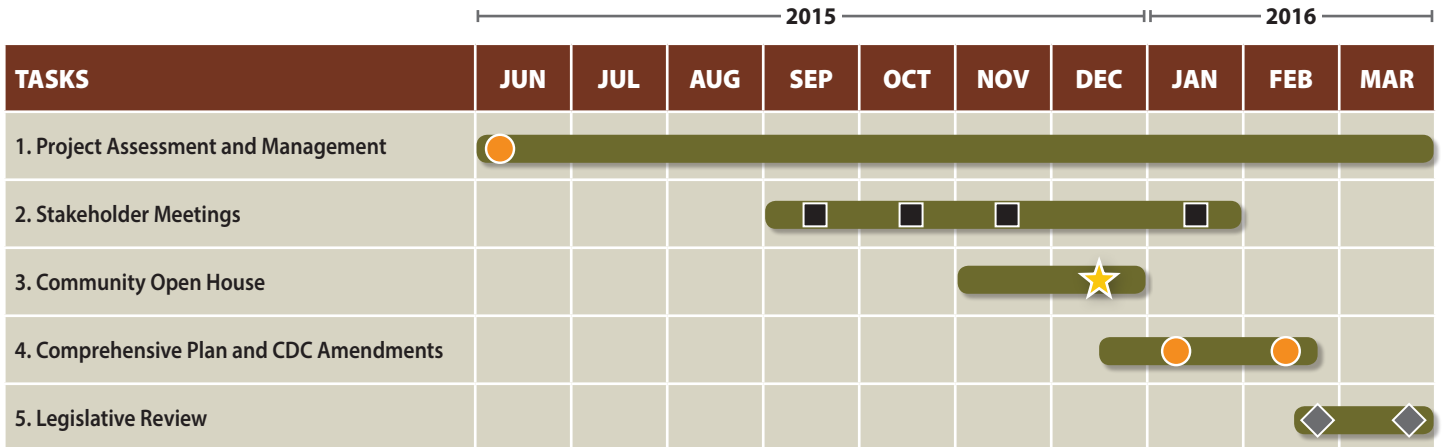 2015 2016
TASKS JUN JUL AUG SEP OCT NOV DEC JAN FEB MAR
1. Project Assessment and Management
2. Stakeholder Meetings
3. Community Open House
4. Comprehensive Plan and CDC Amendments
5. Legislative Review